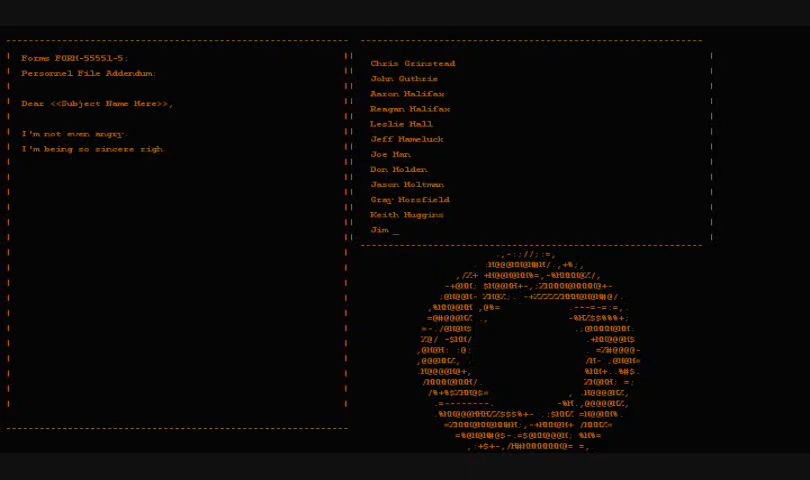 Forms FORM-55551-5:
Personnel File Addendum:
Dear <<Subject Name Here>>,
I'm not even angry.
I'm being so sincere righ
Chris Grinstead
John Guthrie
Aaron Halifax
Reagan Halifax
Leslie Hall
Jeff Hameluck
Joe Han
Don Holden
Jason Holtman
Gray Horsfield
Keith Huggins
Jim _